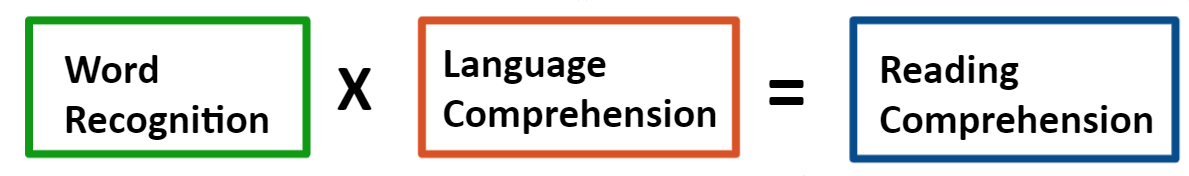 Word
Recognition
X
Language
Comprehension
=
Reading
Comprehension